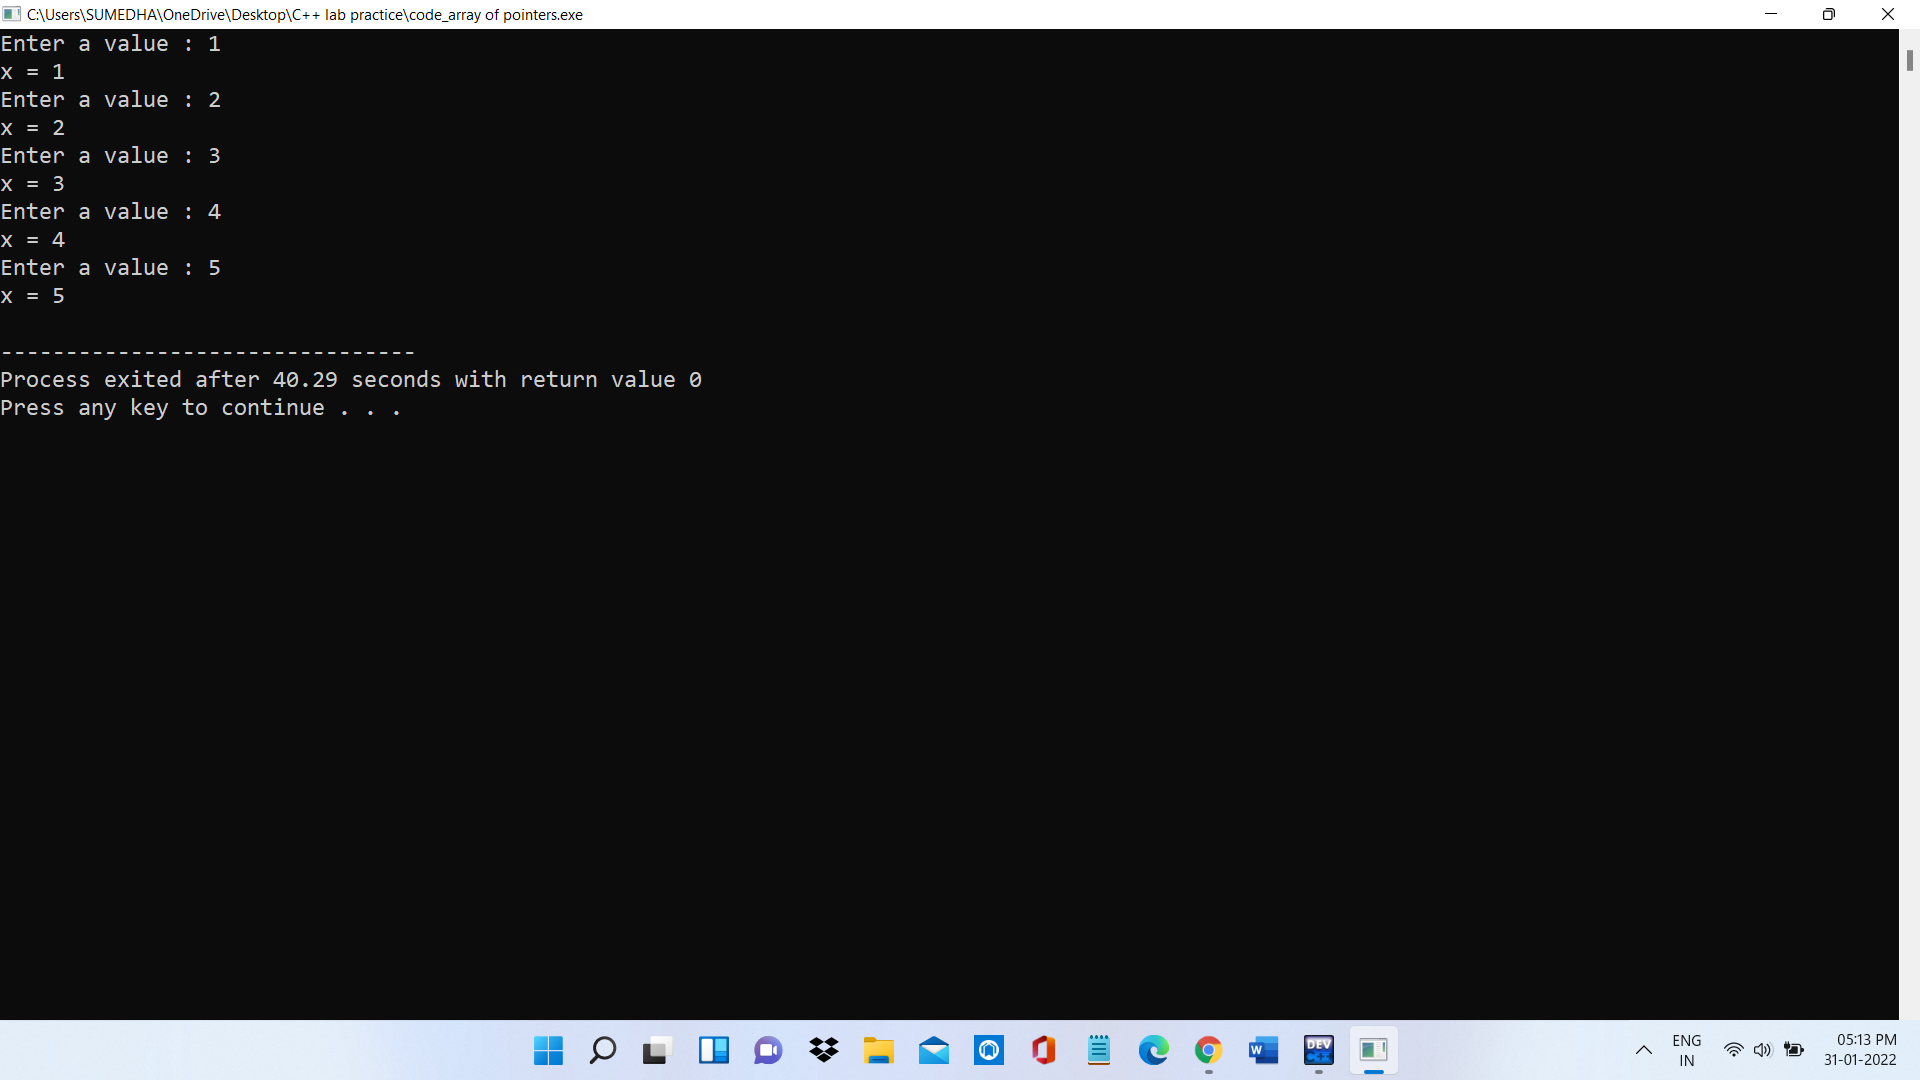 C:\Users\SUMEDHA\OneDrive\Desktop\C++ lab practice\code_array of pointers.exe
Enter a value : 1
x = 1
Enter a value : 2
x = 2
Enter a value : 3
x = 3
Enter a value : 4
x = 4
Enter a value : 5
x = 5
--------------------------------
Process exited after 40.29 seconds with return value 0
Press any key to continue . . .
W
DEV
C++
ENG
IN
05:13 PM
31-01-2022